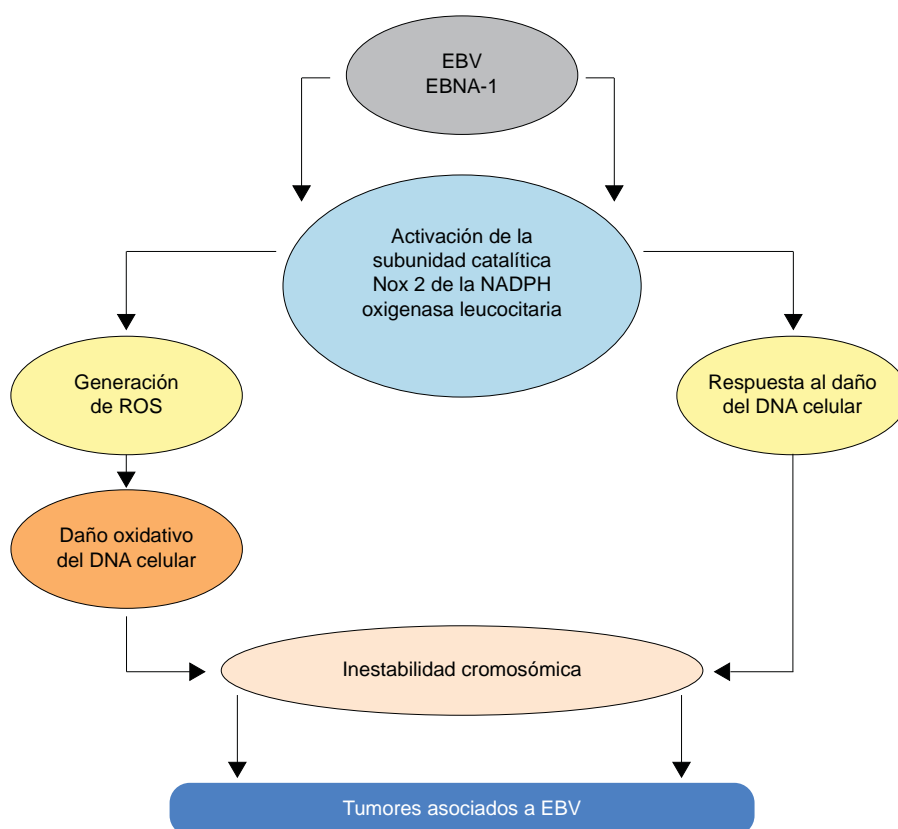 EBV
EBNA-1
Activación de la
subunidad catalítica
Nox 2 de la NADPH
oxigenasa leucocitaria
Generación
de ROS
Respuesta al daño
del DNA celular
Daño oxidativo
del DNA celular
Inestabilidad cromosómica
Tumores asociados a EBV